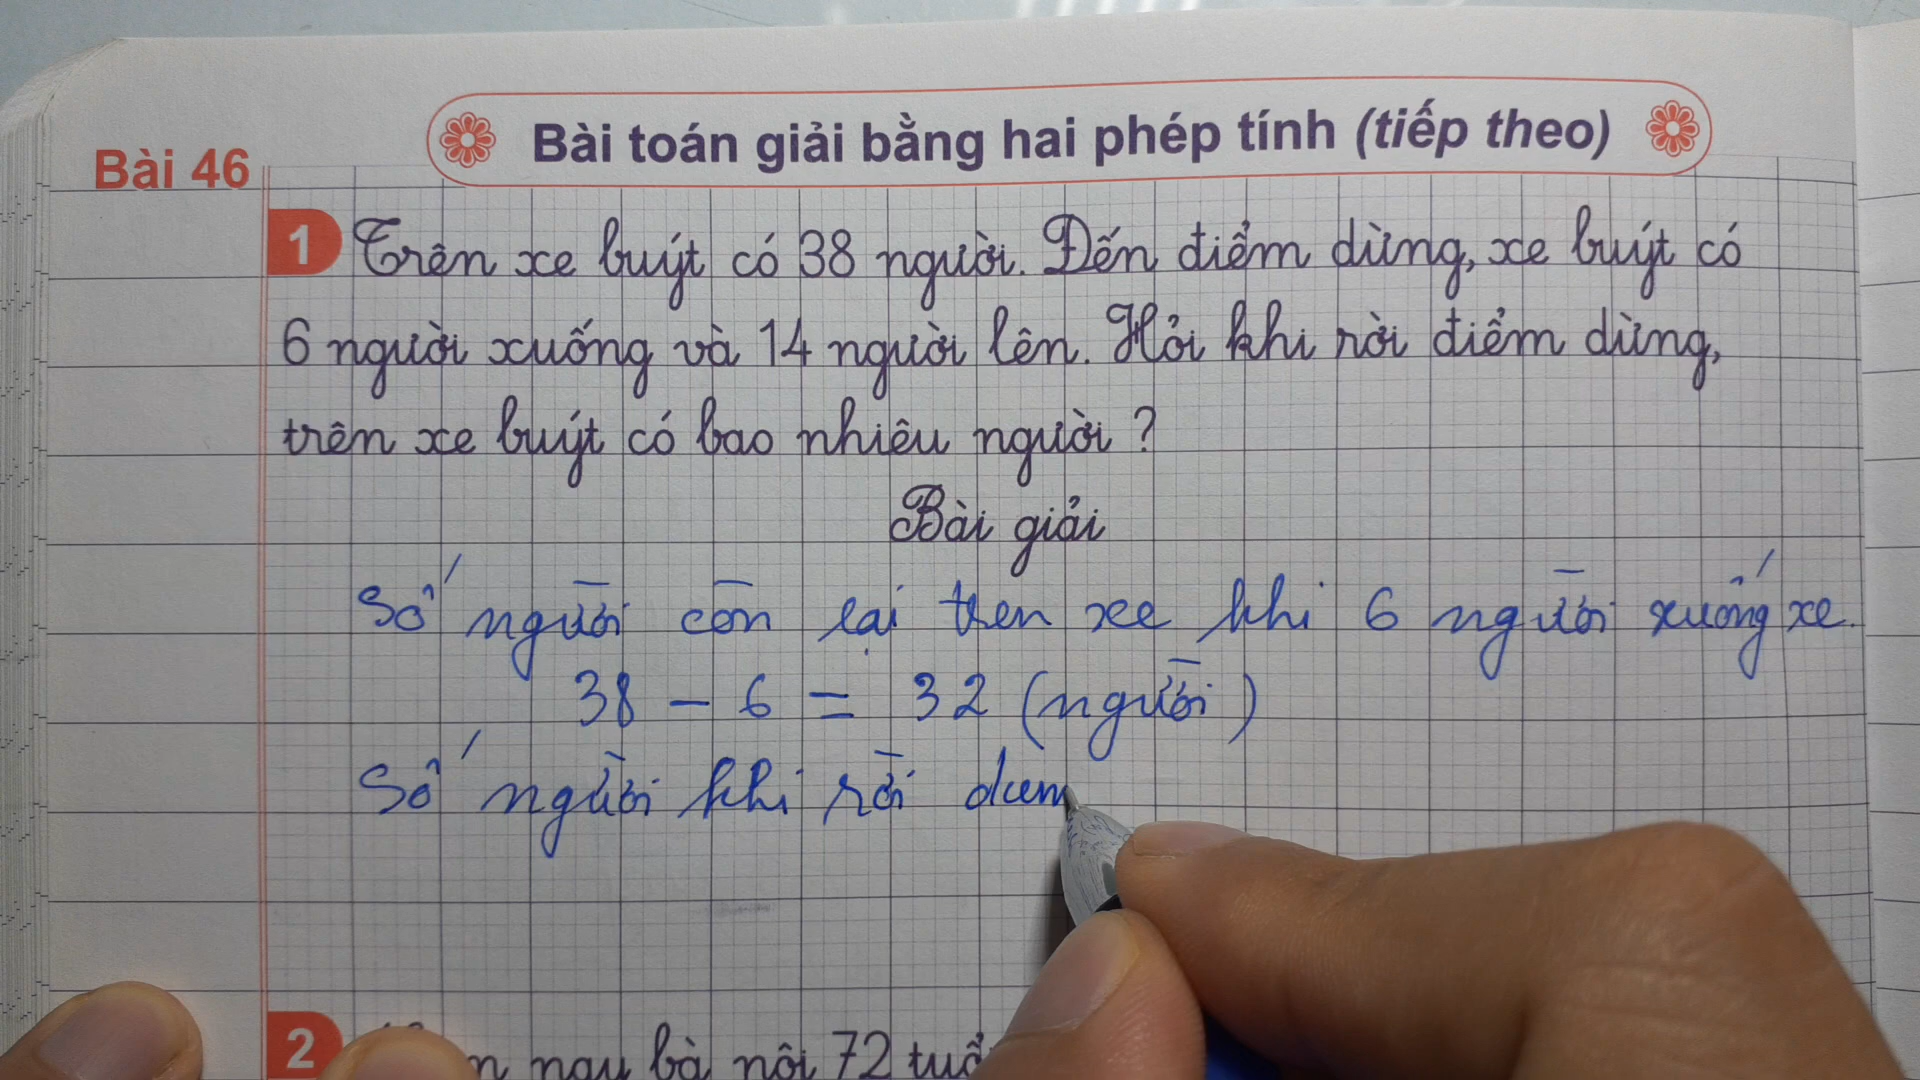 Bài 46
Bài toán giải bằng hai phép tính (tiếp theo)
1 Trên xe buýt có 38 người. Đến điểm dừng, xe buýt có
6 người xuống và 14 người lên. Hỏi khi rời điểm dừng,
trên xe buýt có bao nhiêu người ?
Bài giải
Số người còn lại tren xe khi 6 người xuống xe.
38 - 6 = 32 (người)
Số người khi rời
2 nay bà nội 72